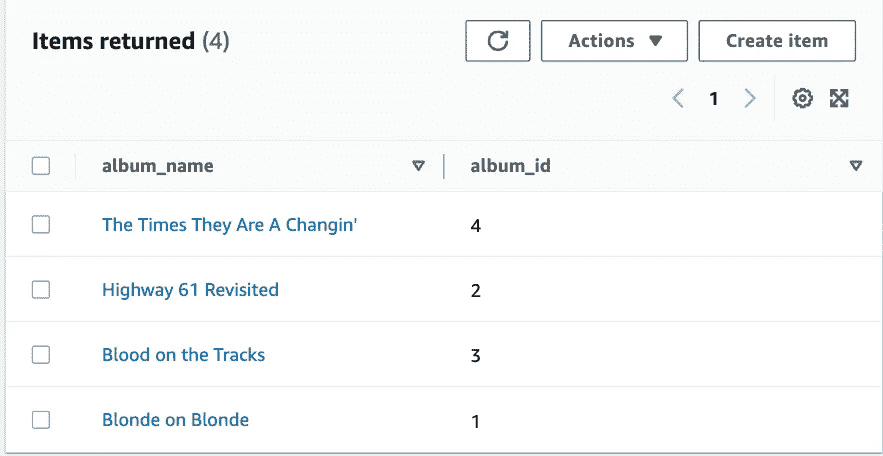 Items returned (4)
Actions
Create item
1
album_name
album_id
The Times They Are A Changin'
4
Highway 61 Revisited
2
Blood on the Tracks
3
Blonde on Blonde
1